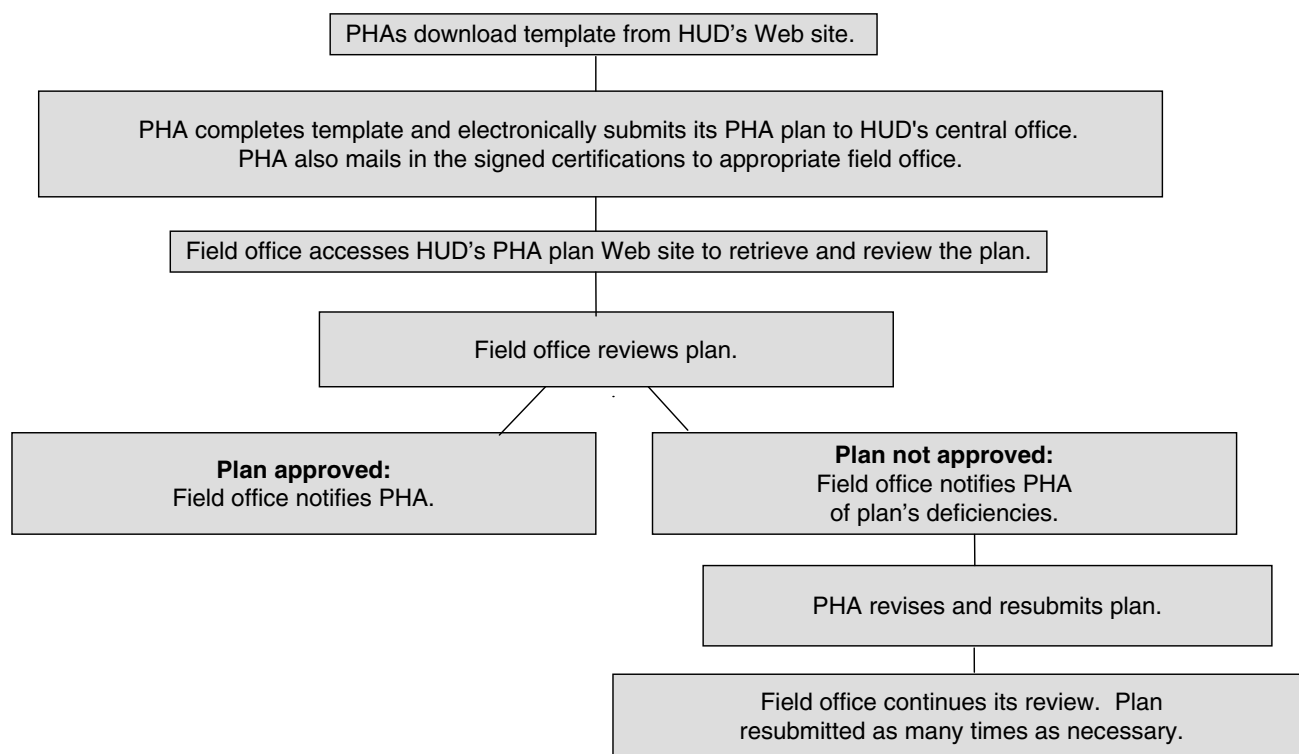 PHAs download template from HUD’s Web site.
PHA completes template and electronically submits its PHA plan to HUD's central office.
PHA also mails in the signed certifications to appropriate field office.
Field office accesses HUD’s PHA plan Web site to retrieve and review the plan.
Field office reviews plan.
Plan approved:
Field office notifies PHA.
Plan not approved:
Field office notifies PHA
of plan’s deficiencies.
PHA revises and resubmits plan.
Field office continues its review.  Plan
resubmitted as many times as necessary.